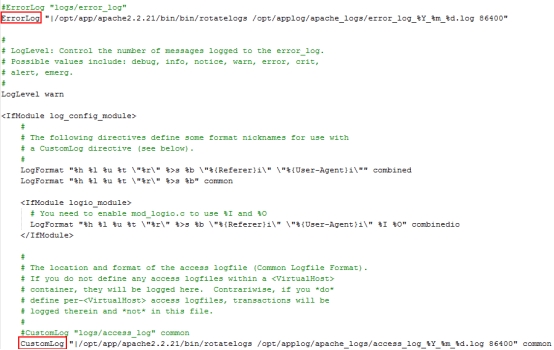 #ErrorLog "logs/error_log"
ErrorLog "|/opt/app/apache2.2.21/bin/bin/rotatelogs /opt/applog/apache_logs/error_log_%Y_%m_%d.log 86400"
#
# LogLevel: Control the number of messages logged to the error_log.
# Possible values include: debug, info, notice, warn, error, crit,
# alert, emerg.
#
LogLevel warn
<IfModule log_config_module>
#
# The following directives define some format nicknames for use with
# a CustomLog directive (see below).
#
LogFormat "%h %l %u %t \"%r\" %>s %b \"%{Referer}i\" \"%{User-Agent}i\"" combined
LogFormat "%h %l %u %t \"%r\" %>s %b" common
<IfModule logio_module>
# You need to enable mod_logio.c to use %I and %O
LogFormat "%h %l %u %t \"%r\" %>s %b \"%{Referer}i\" \"%{User-Agent}i\" %I %O" combinedio
</IfModule>
#
# The location and format of the access logfile (Common Logfile Format).
# If you do not define any access logfiles within a <VirtualHost>
# container, they will be logged here. Contrariwise, if you *do*
# define per-<VirtualHost> access logfiles, transactions will be
# logged therein and *not* in this file.
#
#CustomLog "logs/access_log" common
CustomLog "|/opt/app/apache2.2.21/bin/rotatelogs /opt/applog/apache_logs/access_log_%Y_%m_%d.log 86400" common